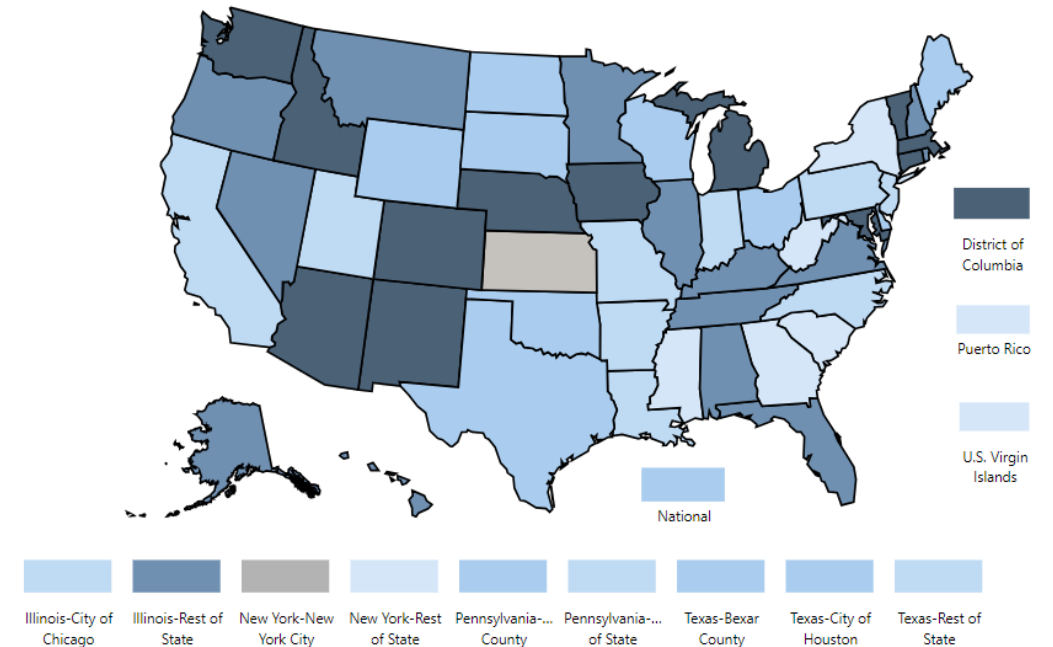 District of
Columbia
Puerto Rico
U.S. Virgin
Islands
National
Illinois-City of
Chicago
Illinois-Rest of
State
New York-New
York City
New York-Rest
of State
Pennsylvania-...
County
Pennsylvania-...
of State
Texas-Bexar
County
Texas-City of
Houston
Texas-Rest of
State